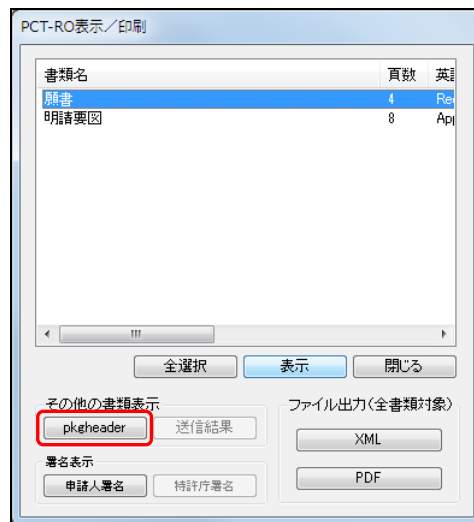 PCT-RO表示／印刷
書類名 頁数 英
願書 4 Re
明請要図 8 Ap
全選択 表示 閉じる
その他の書類表示 ファイル出力(全書類対象)
pkgheader 送信結果
XML
署名表示
PDF
申請人署名 特許庁署名